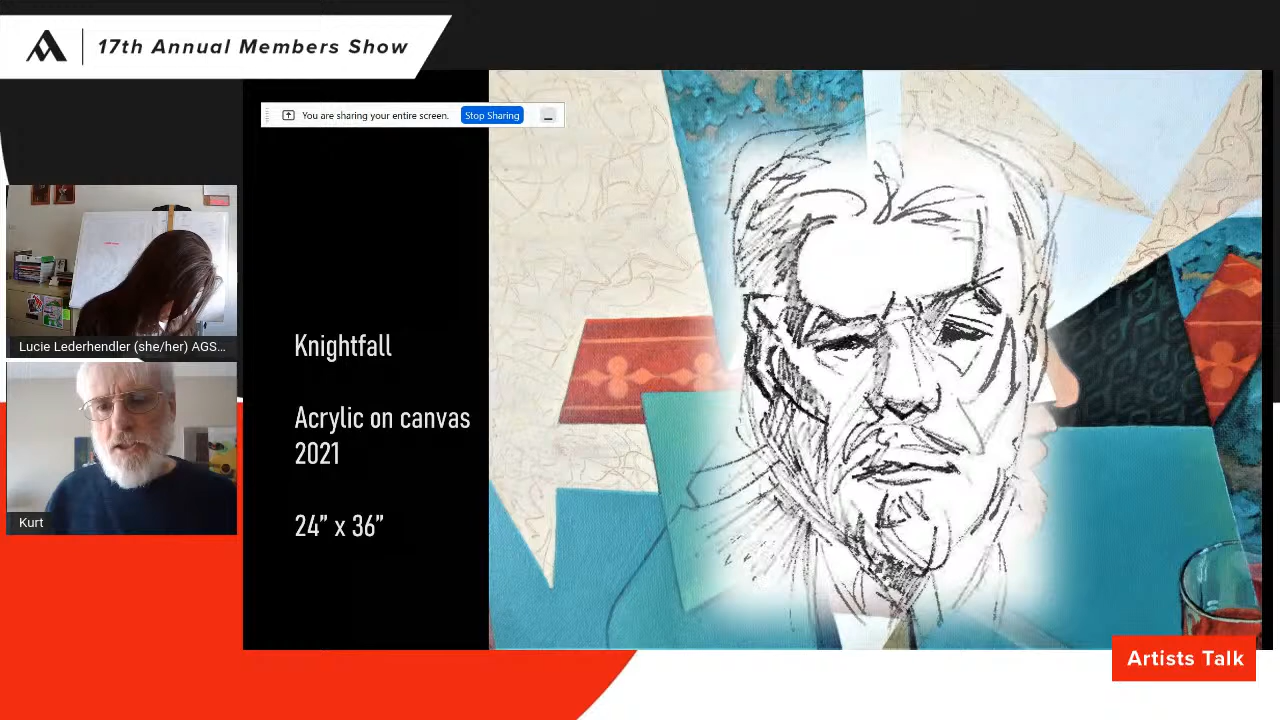 17th Annual Members Show
You are sharing your entire screen.
Stop Sharing
Lucie Lederhendler (she/her) AGS...
Kurt
Knightfall
Acrylic on canvas
2021
24” x 36”
Artists Talk